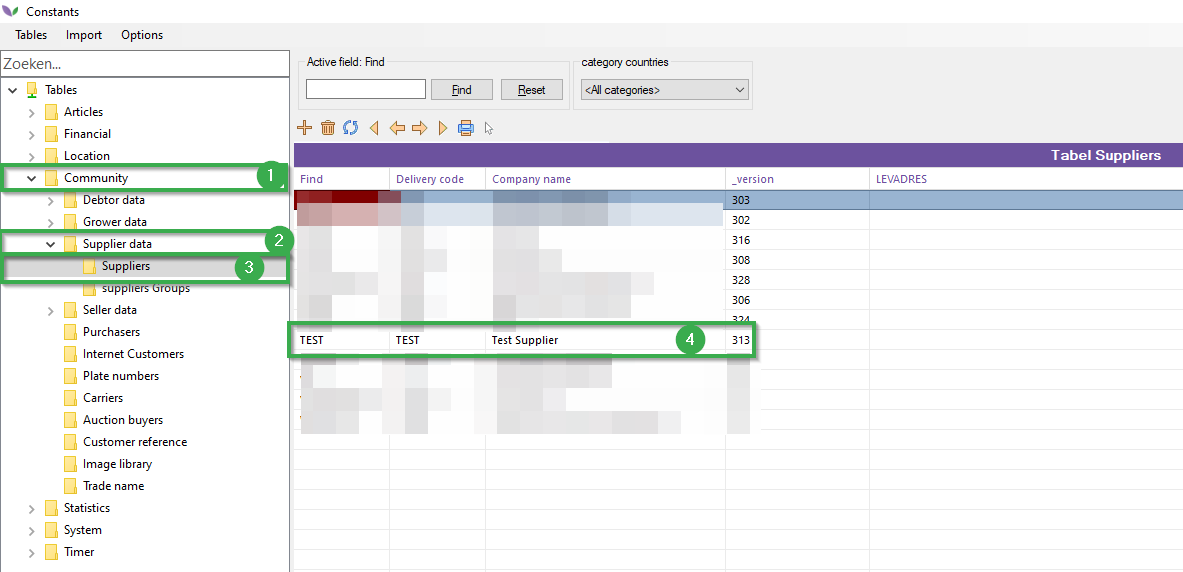 Constants
Tables Import Options
Zoeken...
Tables
Articles
Financial
Location
Community 1
Debtor data
Grower data
Supplier data 2
Suppliers 3
suppliers Groups
Seller data
Purchasers
Internet Customers
Plate numbers
Carriers
Auction buyers
Customer reference
Image library
Trade name
Statistics
System
Timer
Active field: Find
Find Reset
category countries
<All categories>
Tabel Suppliers
Find Delivery code Company name _version LEVADRES
303
302
316
308
328
306
324
TEST TEST Test Supplier 4 313